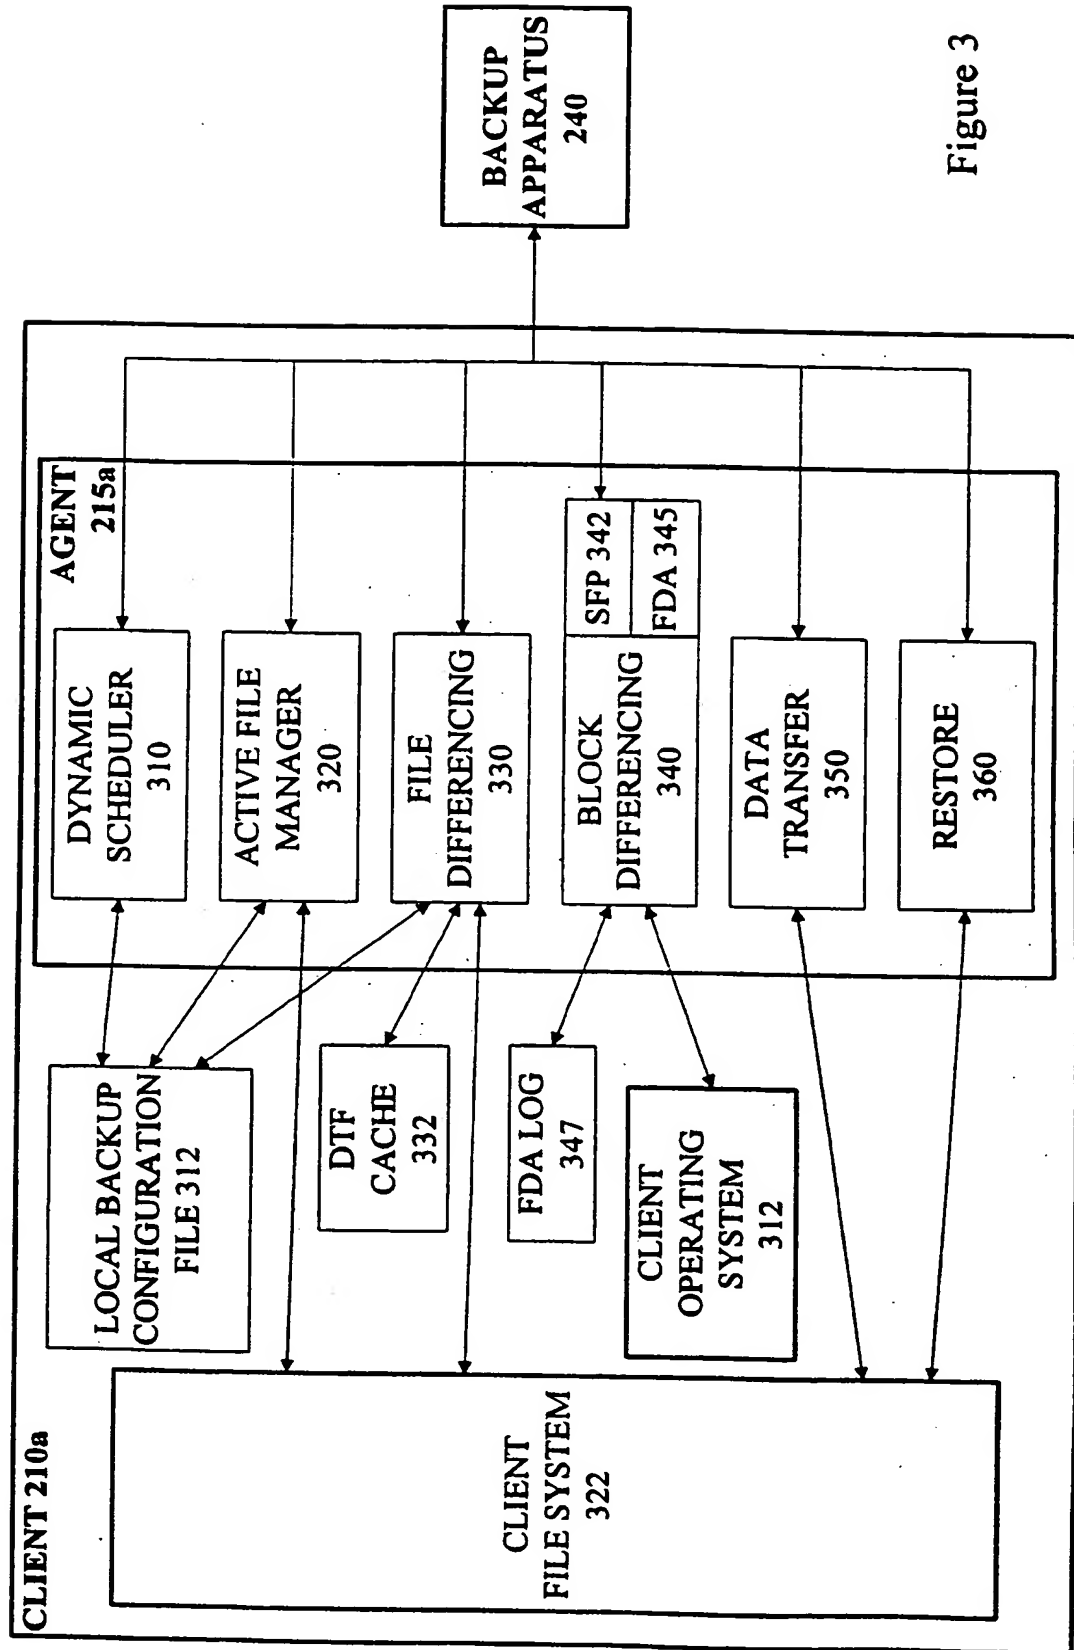 CLIENT 210a
CLIENT
FILE SYSTEM
322
LOCAL BACKUP
CONFIGURATION
FILE 312
DTF
CACHE
332
FDA LOG
347
CLIENT
OPERATING
SYSTEM
312
AGENT
215a
DYNAMIC
SCHEDULER
310
ACTIVE FILE
MANAGER
320
FILE
DIFFERENCING
330
BLOCK
DIFFERENCING
340
SFP 342
FDA 345
DATA
TRANSFER
350
RESTORE
360
BACKUP
APPARATUS
240
Figure 3